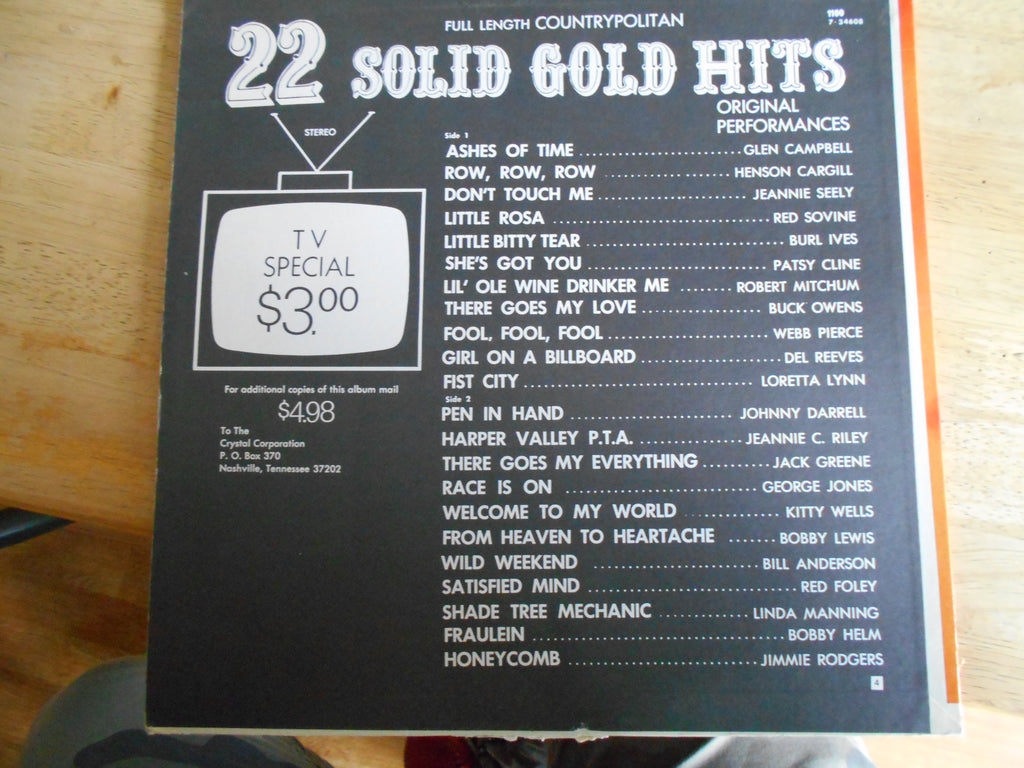 FULL LENGTH COUNTRYPOLITAN
1150
7-34605
22 SOLID GOLD HITS
ORIGINAL
PERFORMANCES
STEREO
TV
SPECIAL
$3.00
For additional copies of this album mail
$4.98
To The
Crystal Corporation
P. O. Box 370
Nashville, Tennessee 37202
Side 1
ASHES OF TIME ........................ GLEN CAMPBELL
ROW, ROW, ROW ................... HENSON CARGILL
DON'T TOUCH ME ....................... JEANNIE SEELY
LITTLE ROSA ................................. RED SOVINE
LITTLE BITTY TEAR .............................. BURL IVES
SHE'S GOT YOU ........................... PATSY CLINE
LIL' OLE WINE DRINKER ME ........ ROBERT MITCHUM
THERE GOES MY LOVE ................... BUCK OWENS
FOOL, FOOL, FOOL ......................... WEBB PIERCE
GIRL ON A BILLBOARD ..................... DEL REEVES
FIST CITY .................................. LORETTA LYNN
Side 2
PEN IN HAND ......................... JOHNNY DARRELL
HARPER VALLEY P.T.A. ............... JEANNIE C. RILEY
THERE GOES MY EVERYTHING .......... JACK GREENE
RACE IS ON ............................ GEORGE JONES
WELCOME TO MY WORLD .............. KITTY WELLS
FROM HEAVEN TO HEARTACHE ....... BOBBY LEWIS
WILD WEEKEND ......................... BILL ANDERSON
SATISFIED MIND ................................ RED FOLEY
SHADE TREE MECHANIC .............. LINDA MANNING
FRAULEIN ...................................... BOBBY HELM
HONEYCOMB ............................ JIMMIE RODGERS
4